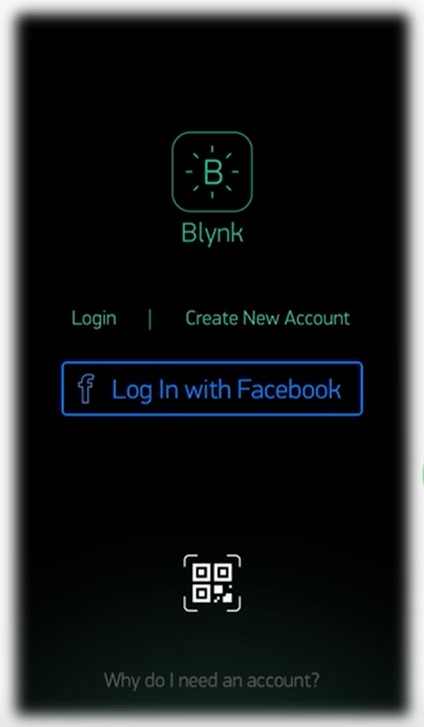 B
Blynk
Login | Create New Account
f Log In with Facebook
Why do I need an account?